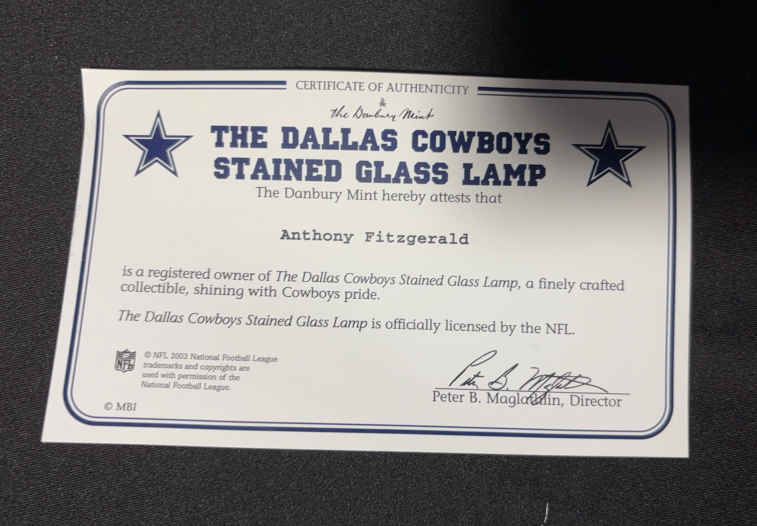 CERTIFICATE OF AUTHENTICITY
&
the Danbury Mint
THE DALLAS COWBOYS
STAINED GLASS LAMP
The Danbury Mint hereby attests that
Anthony Fitzgerald
is a registered owner of The Dallas Cowboys Stained Glass Lamp, a finely crafted
collectible, shining with Cowboys pride.
The Dallas Cowboys Stained Glass Lamp is officially licensed by the NFL.
NFL
© NFL 2003 National Football League
trademarks and copyrights are
used with permission of the
National Football League
Peter B.
Peter B. Maglathlin, Director
© MBI